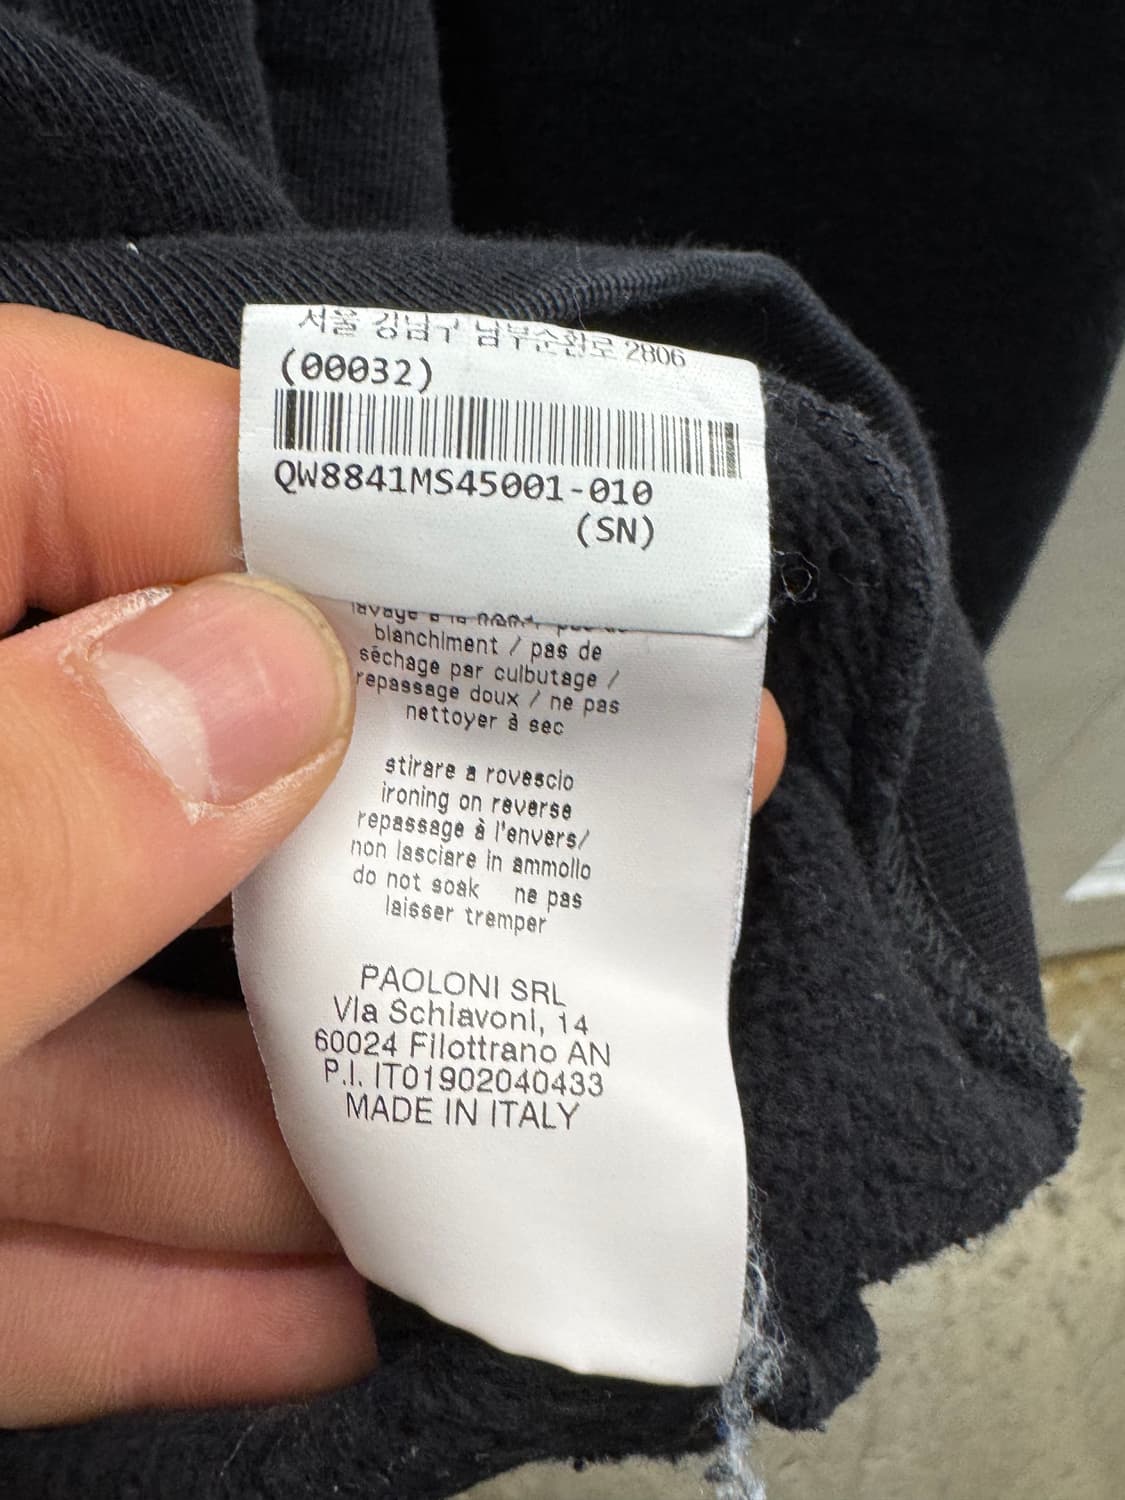 서울 강남구 남부순환로 2806
(00032)
QW8841MS45001-010
(SN)
lavage à la
blanchiment / pas de
séchage par culbutage /
repassage doux / ne pas
nettoyer à sec
stirare a rovescio
ironing on reverse
repassage à l'envers/
non lasciare in ammollo
do not soak ne pas
laisser tremper
PAOLONI SRL
Via Schiavoni, 14
60024 Filottrano AN
P.I. IT01902040433
MADE IN ITALY